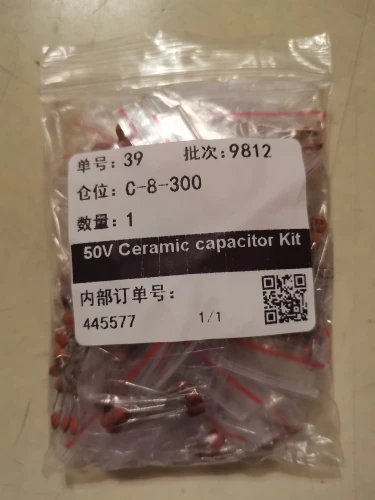 单号: 39 批次: 9812
仓位: C-8-300
数量: 1
50V Ceramic capacitor Kit
内部订单号:
445577 1/1